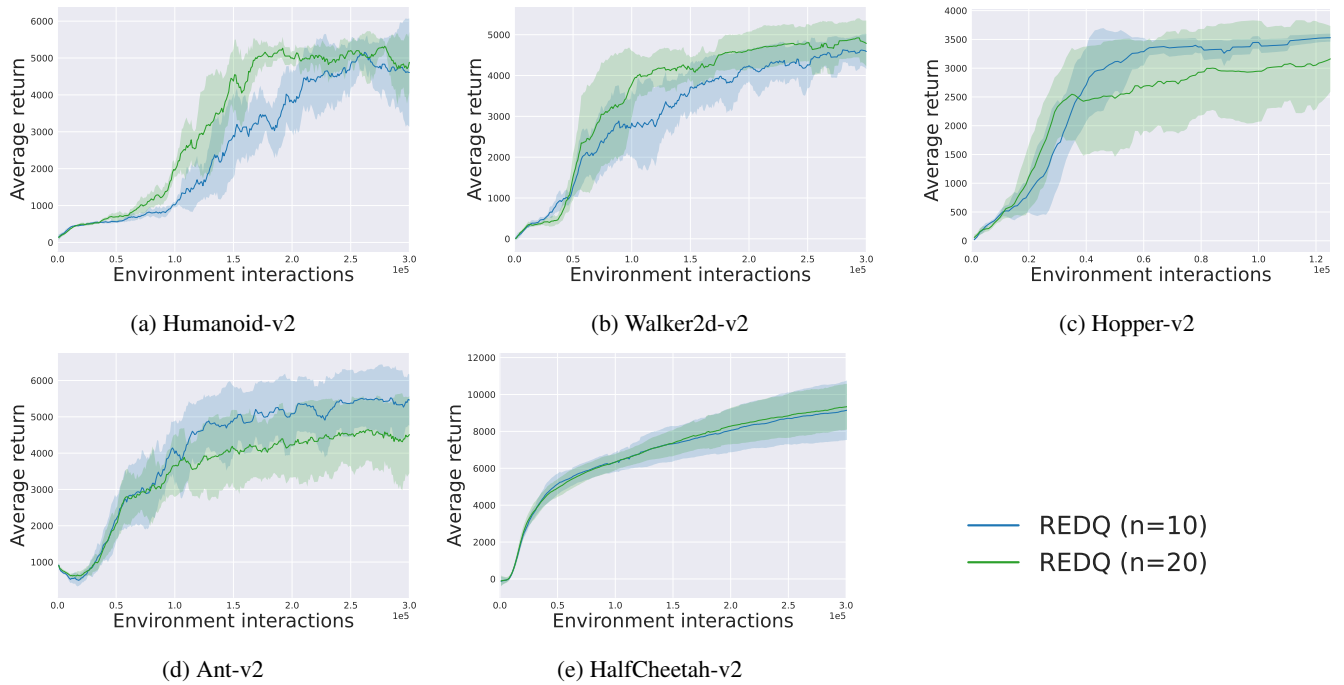 6000
5000
4000
3000
2000
1000
0
Average return
0.0 0.5 1.0 1.5 2.0 2.5 3.0
1e5
Environment interactions
(a) Humanoid-v2
5000
4000
3000
2000
1000
0
Average return
0.0 0.5 1.0 1.5 2.0 2.5 3.0
1e5
Environment interactions
(b) Walker2d-v2
4000
3500
3000
2500
2000
1500
1000
500
0
Average return
0.0 0.2 0.4 0.6 0.8 1.0 1.2
1e5
Environment interactions
(c) Hopper-v2
6000
5000
4000
3000
2000
1000
Average return
0.0 0.5 1.0 1.5 2.0 2.5 3.0
1e5
Environment interactions
(d) Ant-v2
12000
10000
8000
6000
4000
2000
0
Average return
0.0 0.5 1.0 1.5 2.0 2.5 3.0
1e5
Environment interactions
(e) HalfCheetah-v2
REDQ (n=10)
REDQ (n=20)